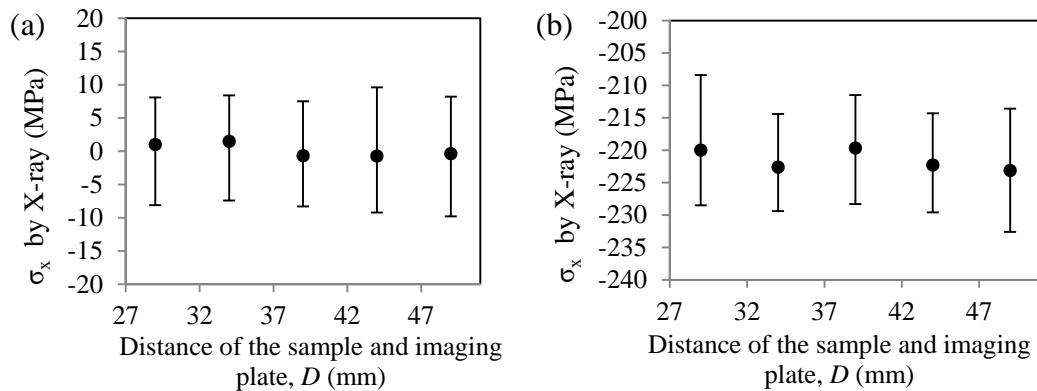 (a)
σx by X-ray (MPa)
20
15
10
5
0
-5
-10
-15
-20
27 32 37 42 47
Distance of the sample and imaging
plate, D (mm)
(b)
σx by X-ray (MPa)
-200
-205
-210
-215
-220
-225
-230
-235
-240
27 32 37 42 47
Distance of the sample and imaging
plate, D (mm)